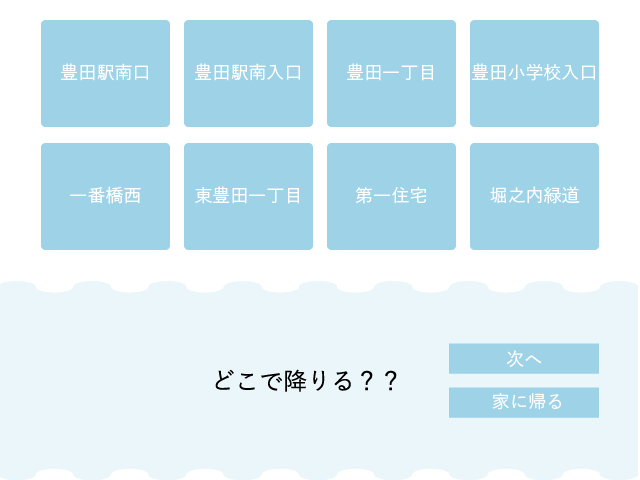 豊田駅南口
豊田駅南入口
豊田一丁目
豊田小学校入口
一番橋西
東豊田一丁目
第一住宅
堀之内緑道
どこで降りる？？
次へ
家に帰る